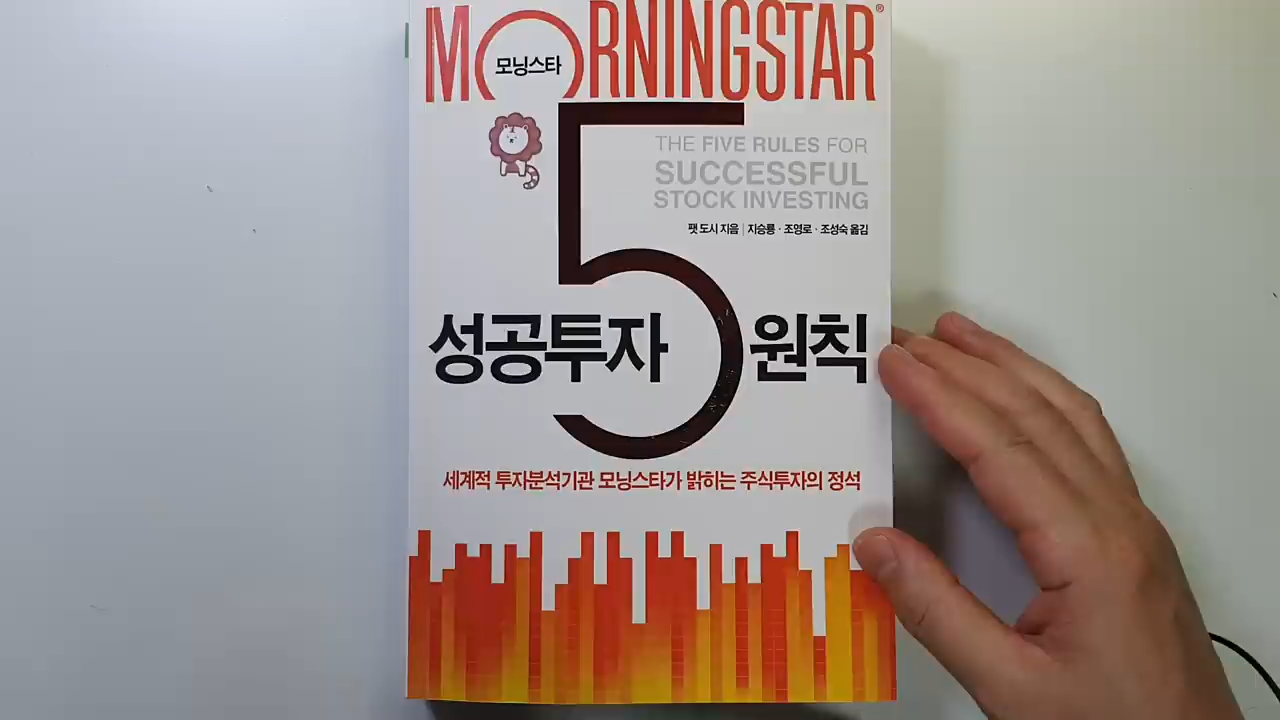 MORNINGSTAR®
모닝스타
THE FIVE RULES FOR
SUCCESSFUL
STOCK INVESTING
팻 도시 지음 | 지승룡 · 조영로 · 조성숙 옮김
성공투자 5 원칙
세계적 투자분석기관 모닝스타가 밝히는 주식투자의 정석